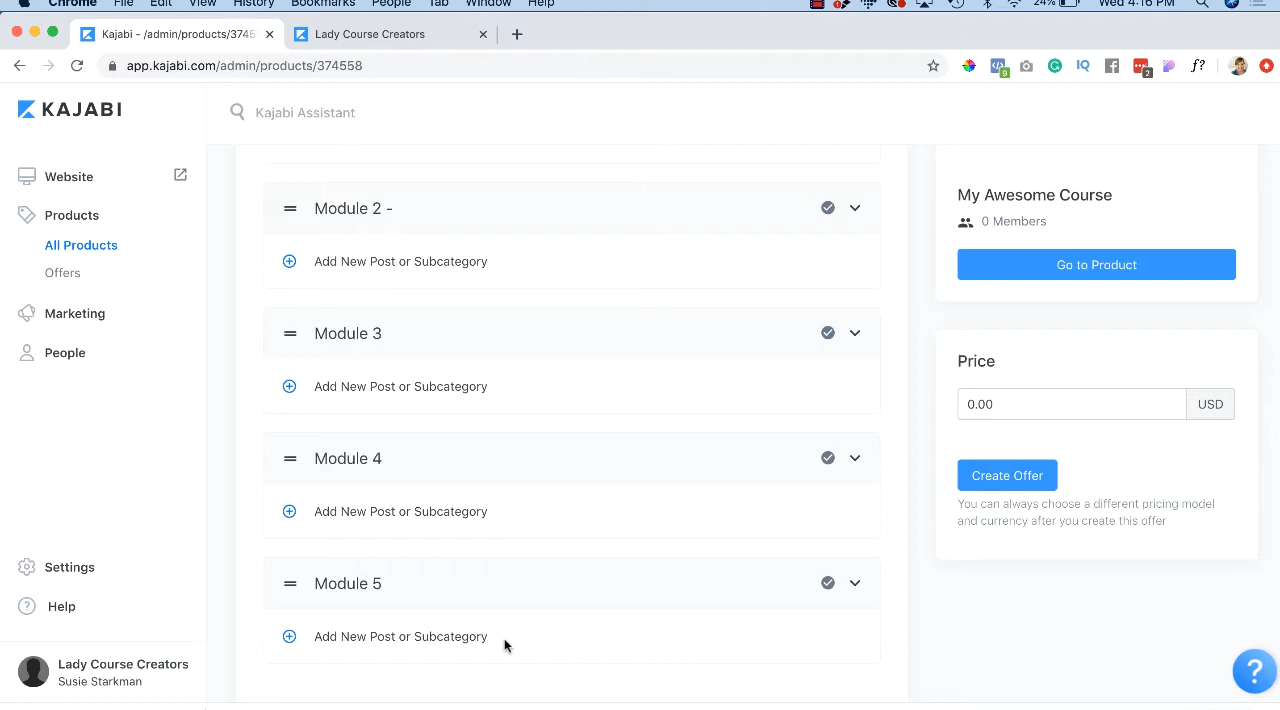 Chrome File Edit View History Bookmarks People Tab Window Help 24% Wed 4:16 PM
Kajabi - /admin/products/3745 Lady Course Creators
app.kajabi.com/admin/products/374558
9 IQ 2 f?
KAJABI
Kajabi Assistant
Website
Products
All Products
Offers
Marketing
People
Settings
Help
Lady Course Creators
Susie Starkman
Module 2 -
Add New Post or Subcategory
Module 3
Add New Post or Subcategory
Module 4
Add New Post or Subcategory
Module 5
Add New Post or Subcategory
My Awesome Course
0 Members
Go to Product
Price
0.00 USD
Create Offer
You can always choose a different pricing model
and currency after you create this offer
?